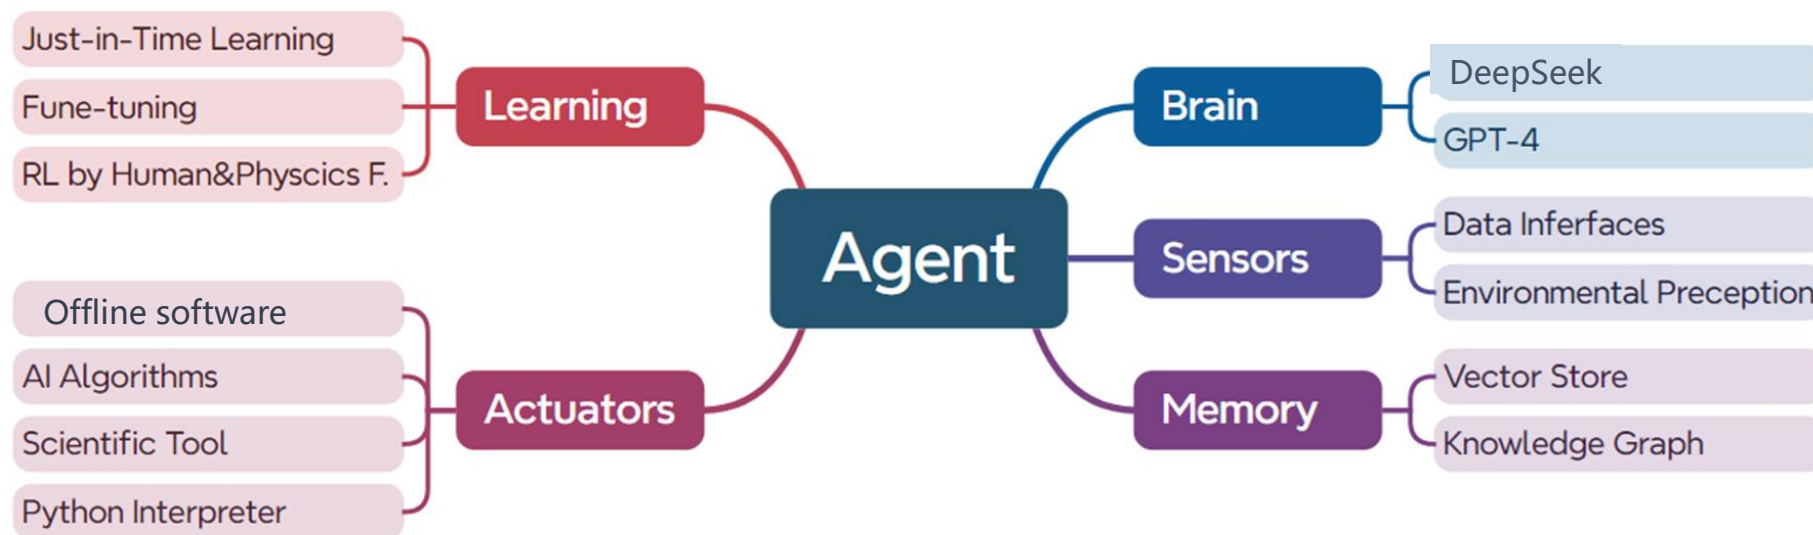 Just-in-Time Learning
Fune-tuning
RL by Human&Physcics F.
Learning
Offline software
AI Algorithms
Scientific Tool
Python Interpreter
Actuators
Agent
Brain
DeepSeek
GPT-4
Sensors
Data Inferfaces
Environmental Preception
Memory
Vector Store
Knowledge Graph